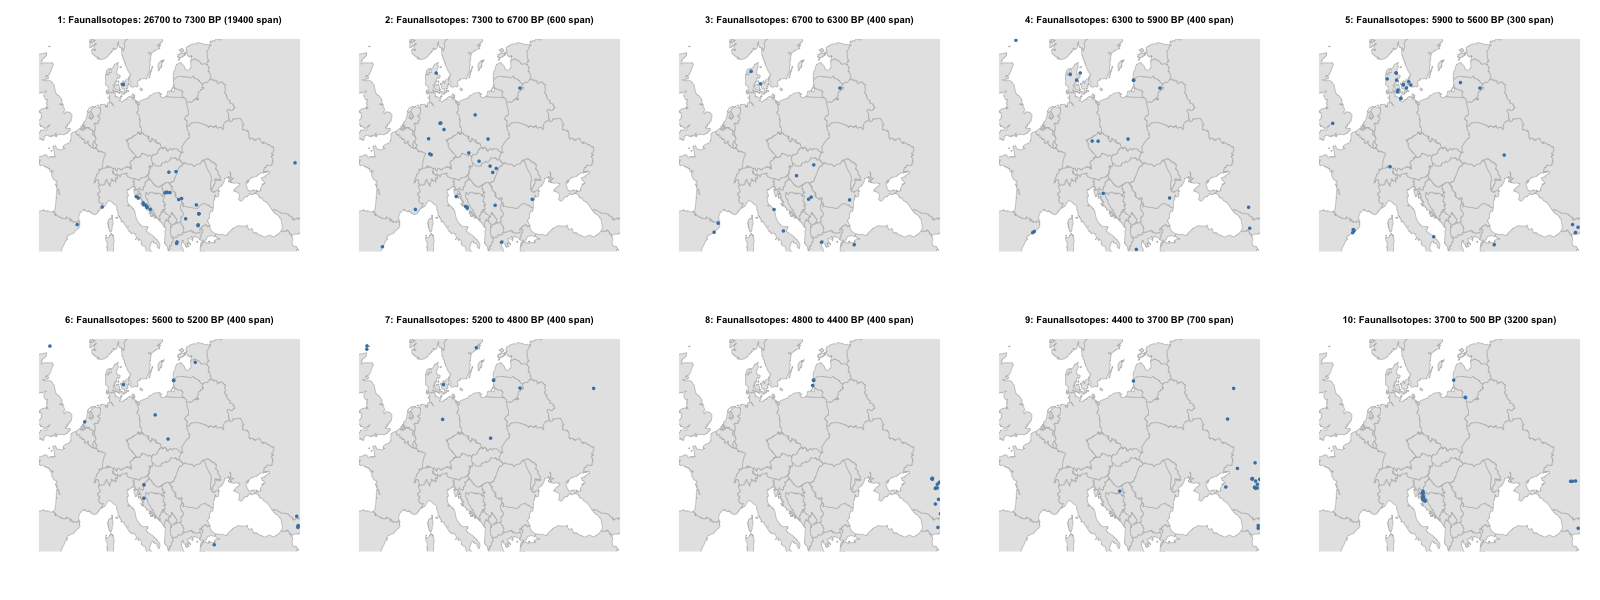 1: FaunalIsotopes: 26700 to 7300 BP (19400 span)
2: FaunalIsotopes: 7300 to 6700 BP (600 span)
3: FaunalIsotopes: 6700 to 6300 BP (400 span)
4: FaunalIsotopes: 6300 to 5900 BP (400 span)
5: FaunalIsotopes: 5900 to 5600 BP (300 span)
6: FaunalIsotopes: 5600 to 5200 BP (400 span)
7: FaunalIsotopes: 5200 to 4800 BP (400 span)
8: FaunalIsotopes: 4800 to 4400 BP (400 span)
9: FaunalIsotopes: 4400 to 3700 BP (700 span)
10: FaunalIsotopes: 3700 to 500 BP (3200 span)